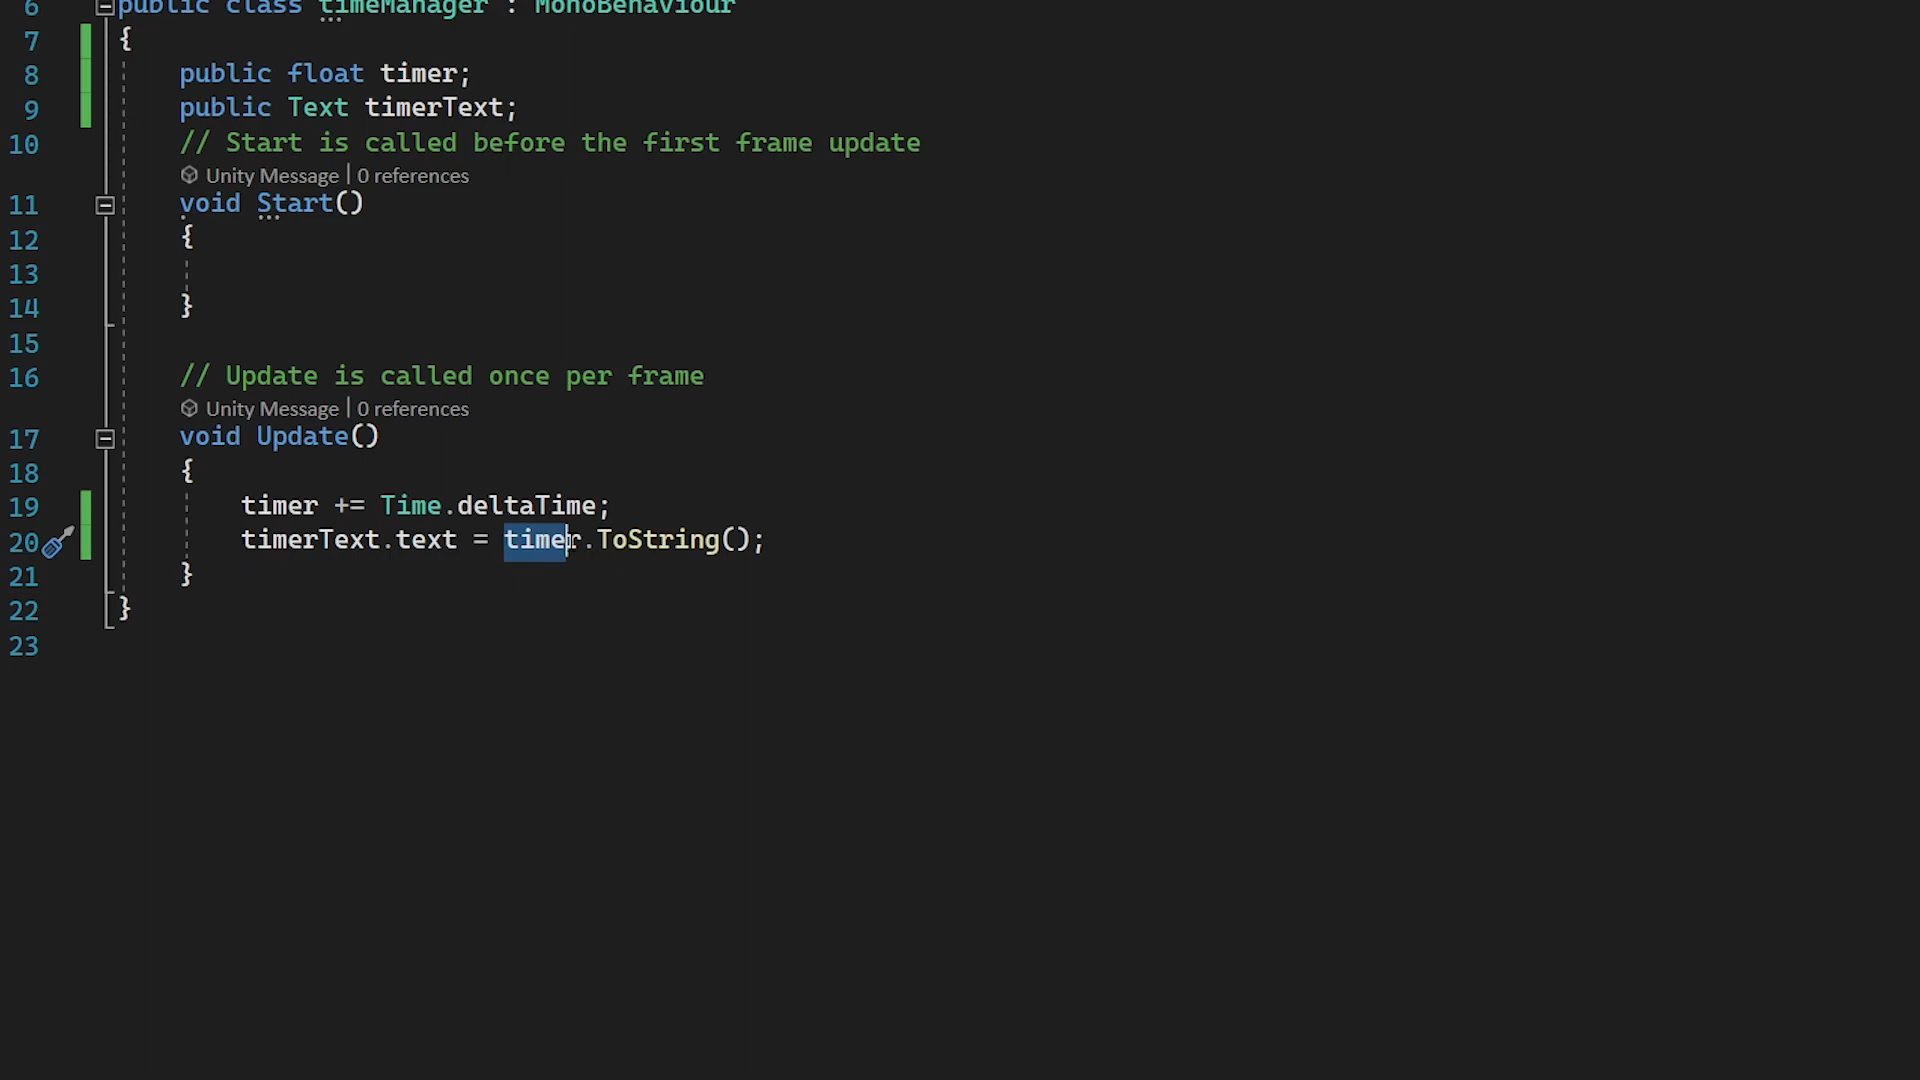 6 public class timeManager : MonoBehaviour
7 {
8 public float timer;
9 public Text timerText;
10 // Start is called before the first frame update
Unity Message | 0 references
11 void Start()
12 {
13
14 }
15
16 // Update is called once per frame
Unity Message | 0 references
17 void Update()
18 {
19 timer += Time.deltaTime;
20 timerText.text = timer.ToString();
21 }
22 }
23